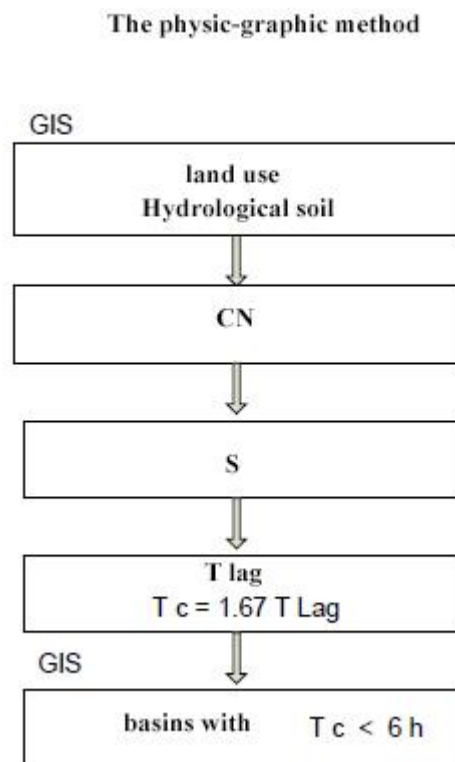 The physic-graphic method
GIS
land use
Hydrological soil
CN
S
T lag
T c = 1.67 T Lag
GIS
basins with T c < 6 h